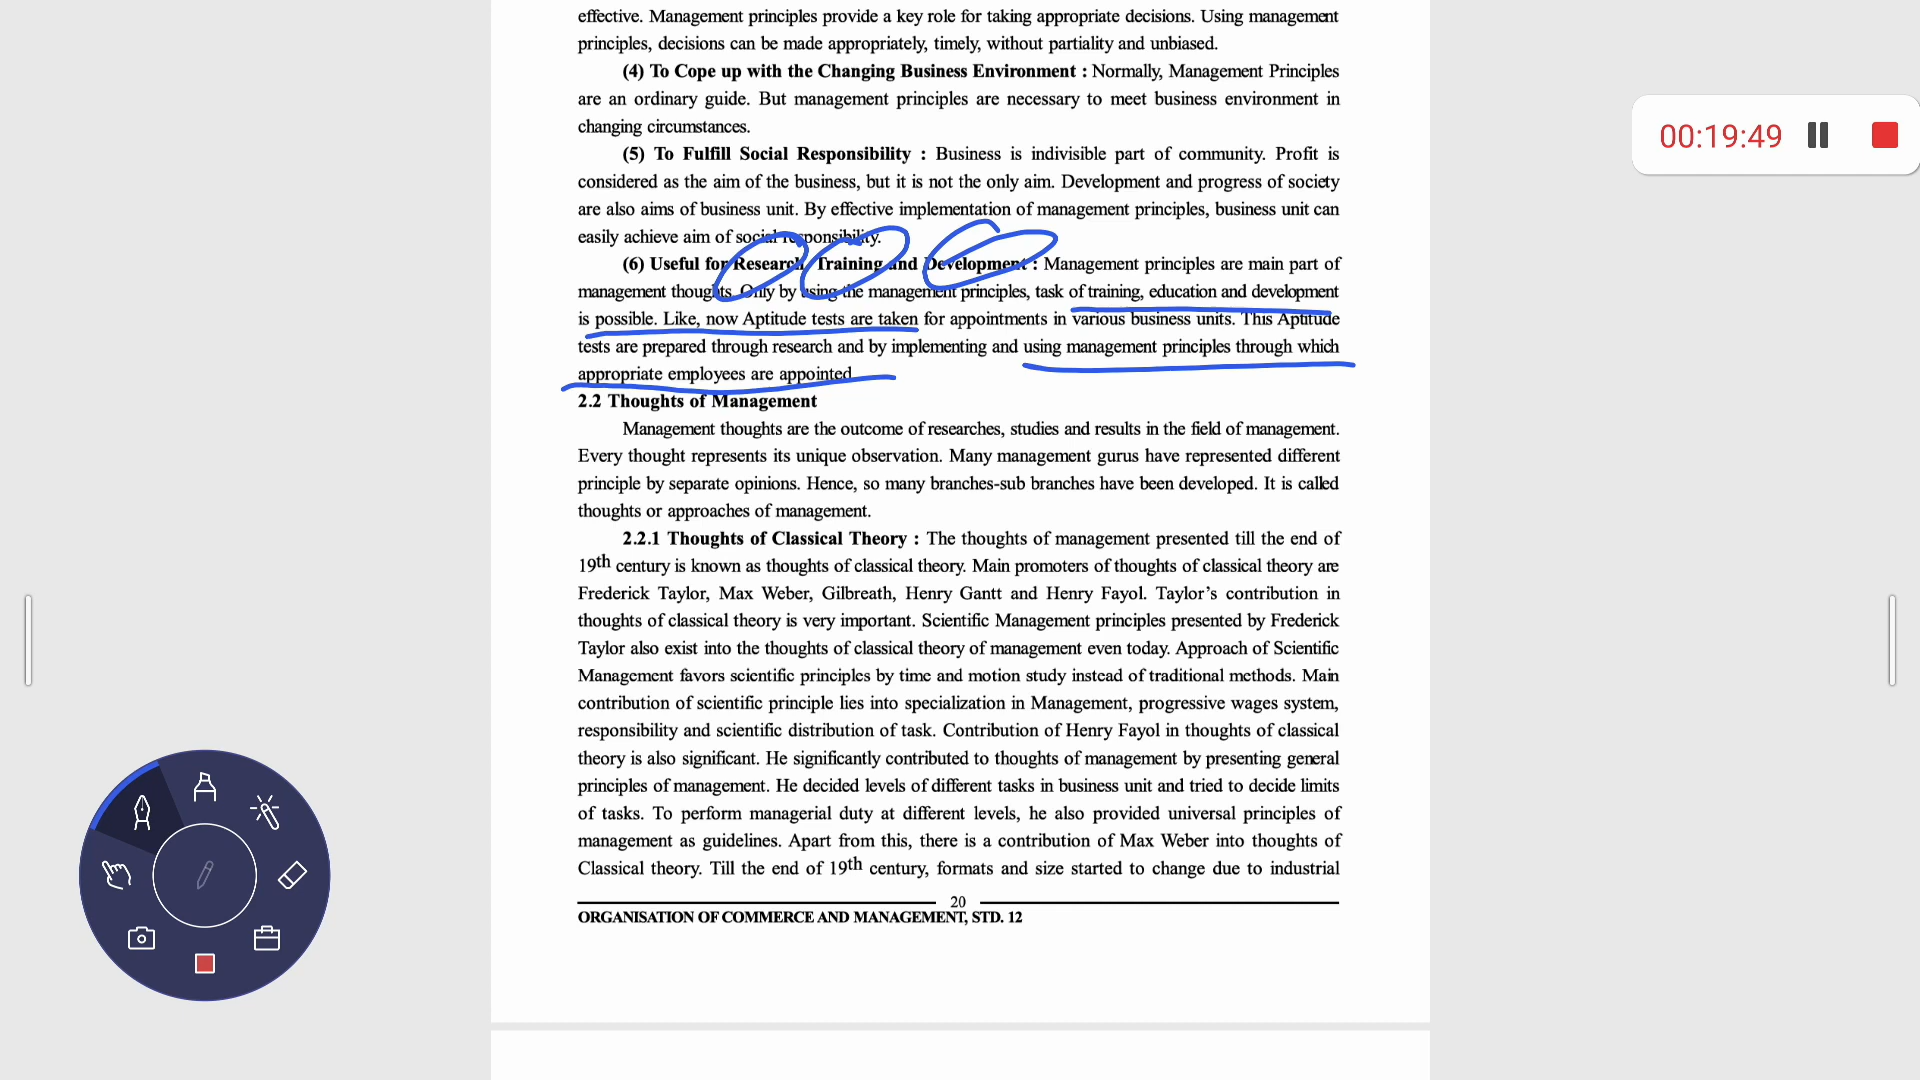 effective. Management principles provide a key role for taking appropriate decisions. Using management
principles, decisions can be made appropriately, timely, without partiality and unbiased.
(4) To Cope up with the Changing Business Environment : Normally, Management Principles
are an ordinary guide. But management principles are necessary to meet business environment in
changing circumstances.
(5) To Fulfill Social Responsibility : Business is indivisible part of community. Profit is
considered as the aim of the business, but it is not the only aim. Development and progress of society
are also aims of business unit. By effective implementation of management principles, business unit can
easily achieve aim of social responsibility.
(6) Useful for Research, Training and Development : Management principles are main part of
management thoughts. Only by using the management principles, task of training, education and development
is possible. Like, now Aptitude tests are taken for appointments in various business units. This Aptitude
tests are prepared through research and by implementing and using management principles through which
appropriate employees are appointed.
2.2 Thoughts of Management
Management thoughts are the outcome of researches, studies and results in the field of management.
Every thought represents its unique observation. Many management gurus have represented different
principle by separate opinions. Hence, so many branches-sub branches have been developed. It is called
thoughts or approaches of management.
2.2.1 Thoughts of Classical Theory : The thoughts of management presented till the end of
19th century is known as thoughts of classical theory. Main promoters of thoughts of classical theory are
Frederick Taylor, Max Weber, Gilbreath, Henry Gantt and Henry Fayol. Taylor's contribution in
thoughts of classical theory is very important. Scientific Management principles presented by Frederick
Taylor also exist into the thoughts of classical theory of management even today. Approach of Scientific
Management favors scientific principles by time and motion study instead of traditional methods. Main
contribution of scientific principle lies into specialization in Management, progressive wages system,
responsibility and scientific distribution of task. Contribution of Henry Fayol in thoughts of classical
theory is also significant. He significantly contributed to thoughts of management by presenting general
principles of management. He decided levels of different tasks in business unit and tried to decide limits
of tasks. To perform managerial duty at different levels, he also provided universal principles of
management as guidelines. Apart from this, there is a contribution of Max Weber into thoughts of
Classical theory. Till the end of 19th century, formats and size started to change due to industrial
20
ORGANISATION OF COMMERCE AND MANAGEMENT, STD. 12
00:19:49